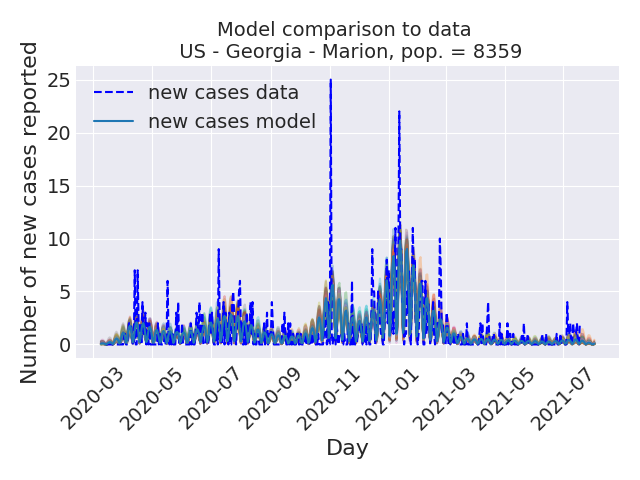 Model comparison to data
US - Georgia - Marion, pop. = 8359
Number of new cases reported
25
20
15
10
5
0
new cases data
new cases model
2020-03
2020-05
2020-07
2020-09
2020-11
2021-01
2021-03
2021-05
2021-07
Day